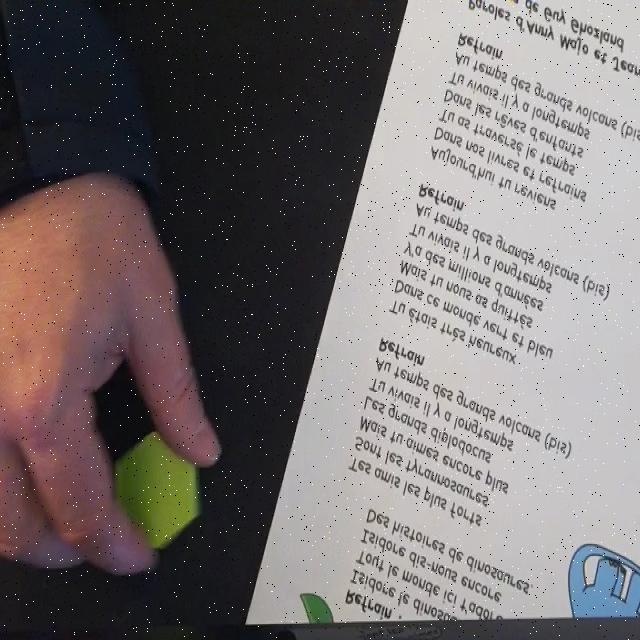 Refrain :
Isidore le dinos
Tout le monde ici t'adore
Isidore dis-nous encore
Des histoires de dinosaures.
Tes amis les plus forts
Sont les tyrannosaures
Mais tu aimes encore plus
Les grands diplodocus
Tu vivais il y a longtemps
Au temps des grands volcans (bis)
Refrain
Tu étais très heureux
Dans ce monde vert et bleu
Mais tu nous as quittés
Y'a des millions d'années
Tu vivais il y a longtemps
Au temps des grands volcans (bis)
Refrain
Aujourd'hui tu reviens
Dans nos livres et refrains
Tu as traversé le temps
Dans les rêves d'enfants
Tu vivais il y a longtemps
Au temps des grands volcans (bis
Refrain
Paroles d'Anny Majo et Jean
de Guy Ghozland